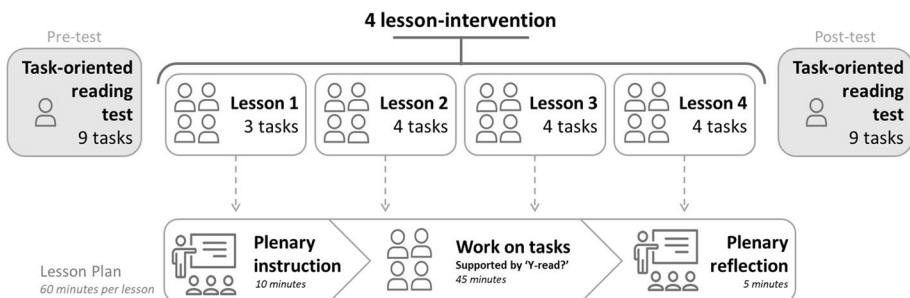 4 lesson-intervention
Pre-test
Task-oriented
reading
test
9 tasks
Lesson 1
3 tasks
Lesson 2
4 tasks
Lesson 3
4 tasks
Lesson 4
4 tasks
Post-test
Task-oriented
reading
test
9 tasks
Lesson Plan
60 minutes per lesson
Plenary
instruction
10 minutes
Work on tasks
Supported by 'Y-read?'
45 minutes
Plenary
reflection
5 minutes